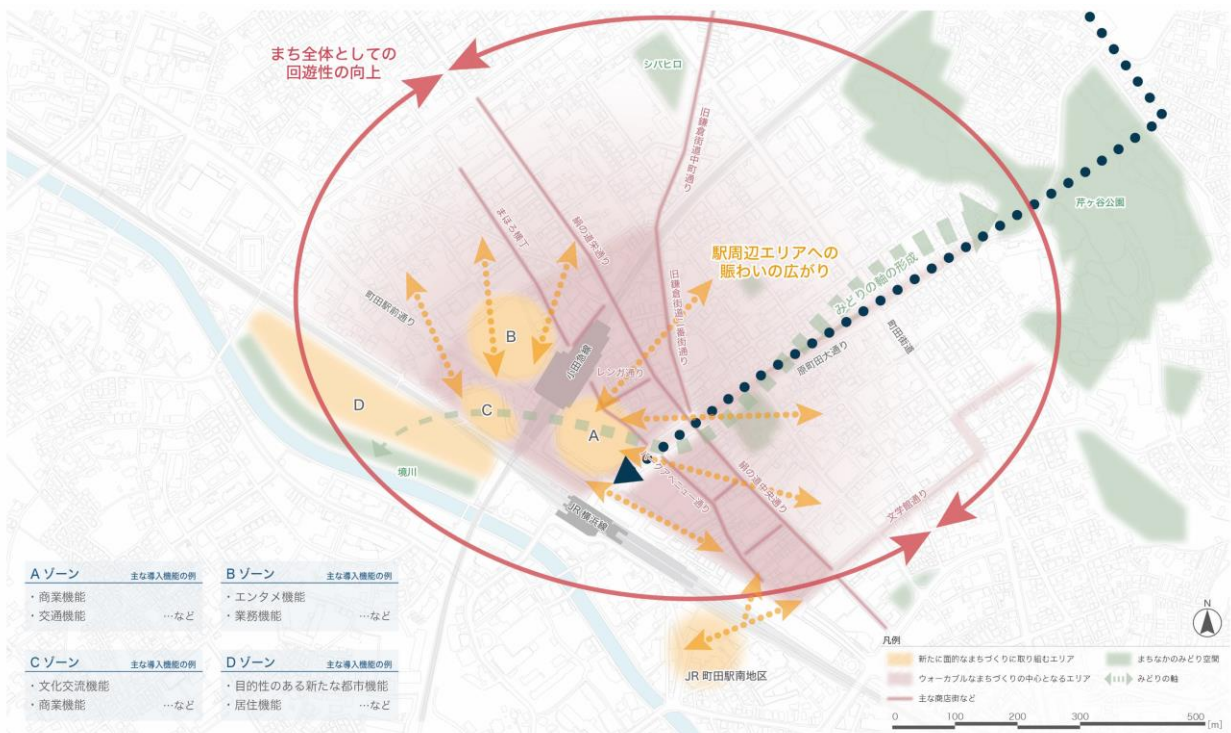 まち全体としての
回遊性の向上
シバヒロ
旧鎌倉街道中町通り
芹ヶ谷公園
まほろ横丁
絹の道栄通り
駅周辺エリアへの
賑わいの広がり
みどりの軸の形成
町田駅前通り
旧鎌倉街道二番街通り
町田街道
原町田大通り
B
小田急線
レンガ通り
D
C
A
境川
パークアベニュー通り
絹の道中央通り
文学館通り
JR横浜線
JR 町田駅南地区
A ゾーン 主な導入機能の例
・商業機能
・交通機能 …など
B ゾーン 主な導入機能の例
・エンタメ機能
・業務機能 …など
C ゾーン 主な導入機能の例
・文化交流機能
・商業機能 …など
D ゾーン 主な導入機能の例
・目的性のある新たな都市機能
・居住機能 …など
N
凡例
新たに面的なまちづくりに取り組むエリア
まちなかのみどり空間
ウォーカブルなまちづくりの中心となるエリア
みどりの軸
主な商店街など
0 100 200 300 500
[m]